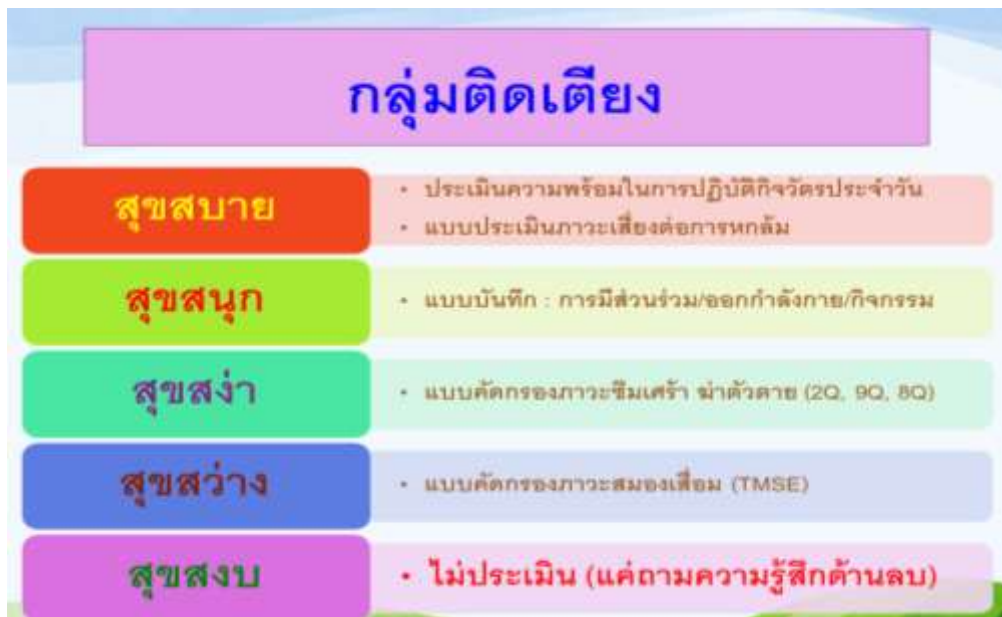 กลุ่มติดเตียง
สุขสบาย
• ประเมินความพร้อมในการปฏิบัติกิจวัตรประจำวัน
• แบบประเมินภาวะเสี่ยงต่อการหกล้ม
สุขสนุก
• แบบบันทึก : การมีส่วนร่วม/ออกกำลังกาย/กิจกรรม
สุขสง่า
• แบบคัดกรองภาวะซึมเศร้า ฆ่าตัวตาย (2Q, 9Q, 8Q)
สุขสว่าง
• แบบคัดกรองภาวะสมองเสื่อม (TMSE)
สุขสงบ
• ไม่ประเมิน (แค่ถามความรู้สึกด้านลบ)